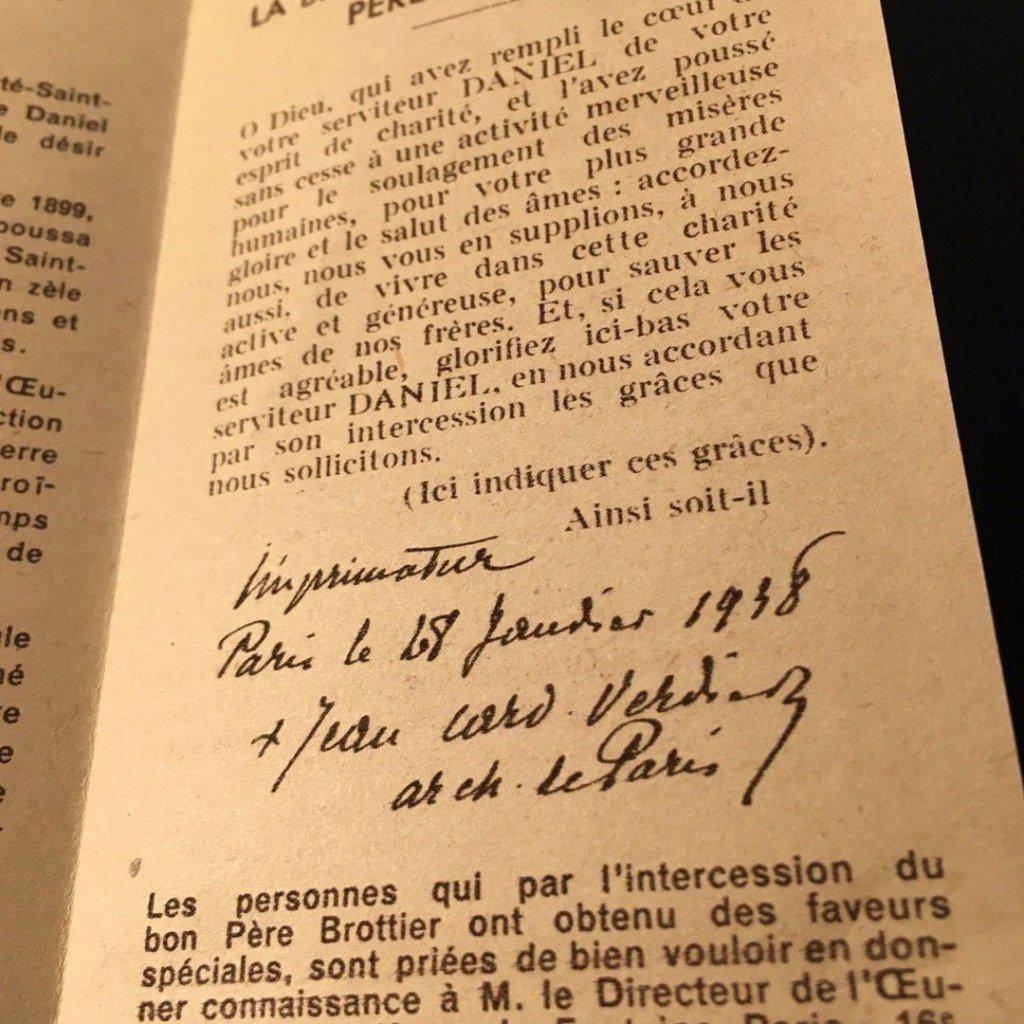 té-Saint-
Daniel
le désir
e 1899,
poussa
Saint-
n zèle
ens et
s.
l'Œu-
ction
erre
roî-
mps
de
LA
PÈRE
O Dieu, qui avez rempli le cœur
votre serviteur DANIEL de votre
esprit de charité, et l'avez poussé
sans cesse à une activité merveilleuse
pour le soulagement des misères
humaines, pour votre plus grande
gloire et le salut des âmes : accordez-
nous, nous vous en supplions, à nous
aussi, de vivre dans cette charité
active et généreuse, pour sauver les
âmes de nos frères. Et, si cela vous
est agréable, glorifiez ici-bas votre
serviteur DANIEL, en nous accordant
par son intercession les grâces que
nous sollicitons.
(Ici indiquer ces grâces).
Ainsi soit-il
Imprimatur
Paris le 28 Janvier 1938
+ Jean card. Verdier
arch. de Paris
Les personnes qui par l'intercession du
bon Père Brottier ont obtenu des faveurs
spéciales, sont priées de bien vouloir en don-
ner connaissance à M. le Directeur de l'Œu-
Paris 16e